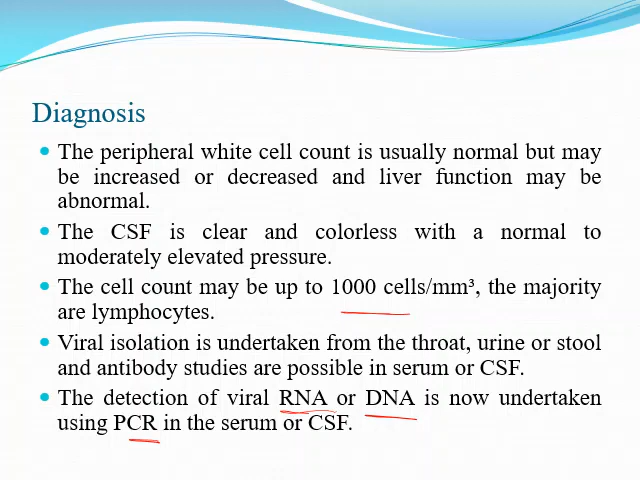 Diagnosis
The peripheral white cell count is usually normal but may
be increased or decreased and liver function may be
abnormal.
The CSF is clear and colorless with a normal to
moderately elevated pressure.
The cell count may be up to 1000 cells/mm³, the majority
are lymphocytes.
Viral isolation is undertaken from the throat, urine or stool
and antibody studies are possible in serum or CSF.
The detection of viral RNA or DNA is now undertaken
using PCR in the serum or CSF.